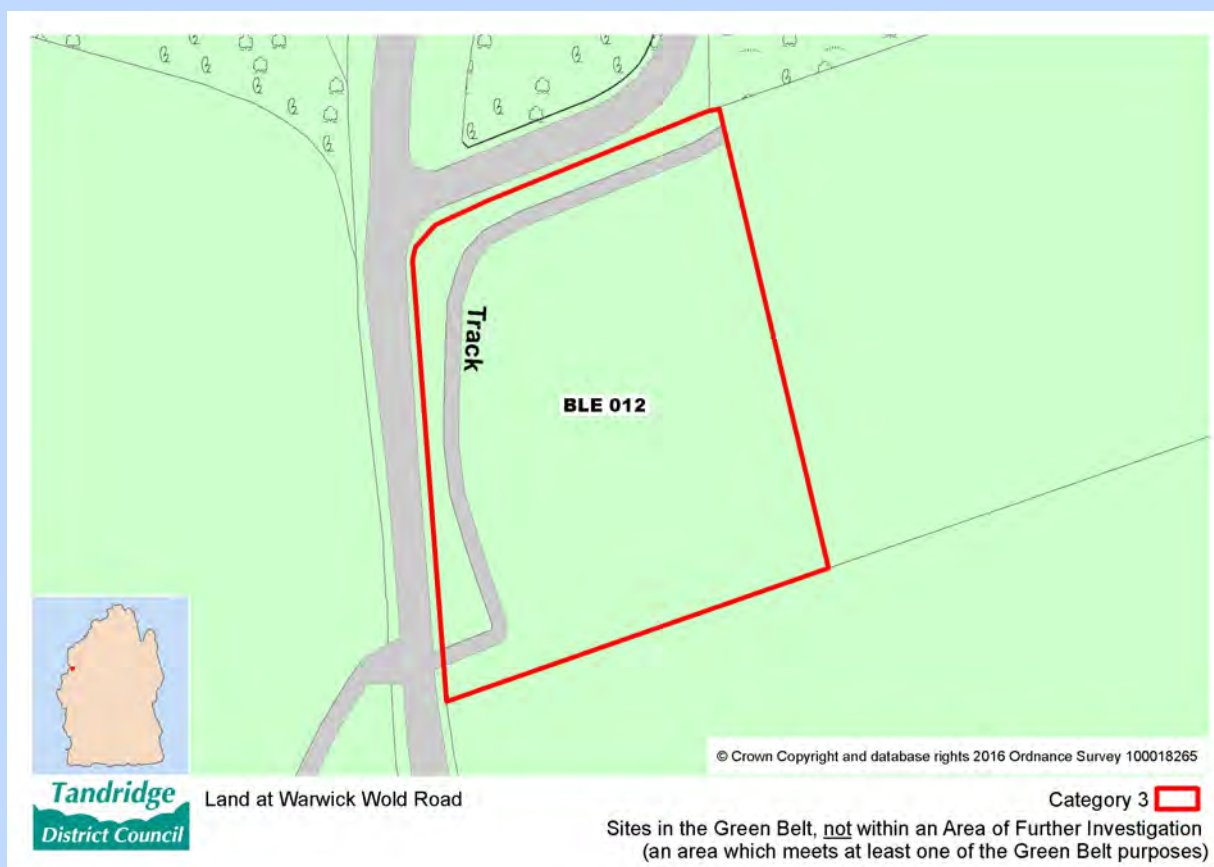 Track
BLE 012
© Crown Copyright and database rights 2016 Ordnance Survey 100018265
Tandridge
District Council
Land at Warwick Wold Road
Category 3
Sites in the Green Belt, not within an Area of Further Investigation
(an area which meets at least one of the Green Belt purposes)